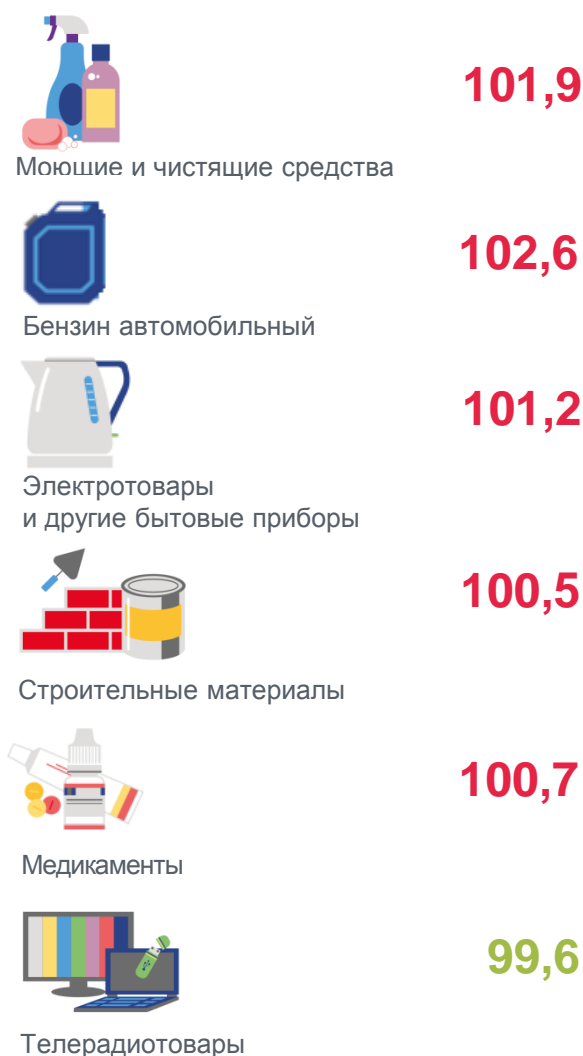 101,9
Моющие и чистящие средства
102,6
Бензин автомобильный
101,2
Электротовары
и другие бытовые приборы
100,5
Строительные материалы
100,7
Медикаменты
99,6
Телерадиотовары